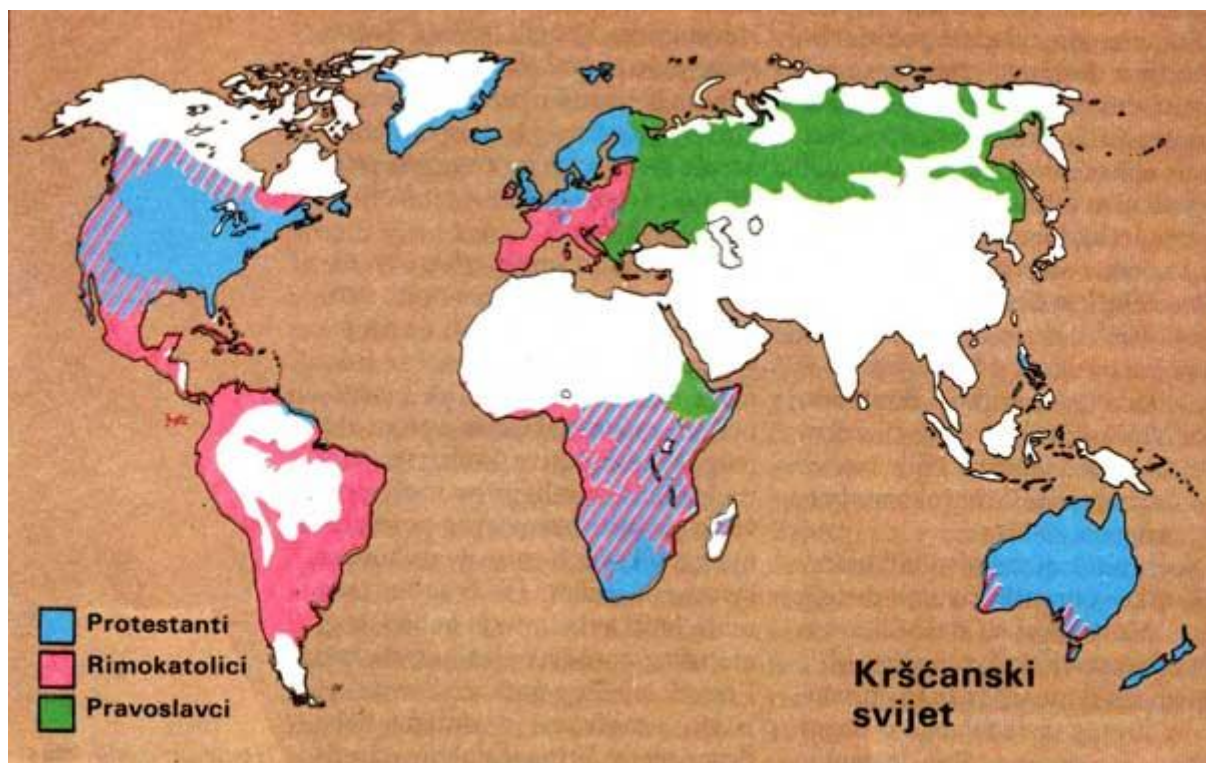 Protestanti
Rimokatolici
Pravoslavci
Kršćanski
svijet